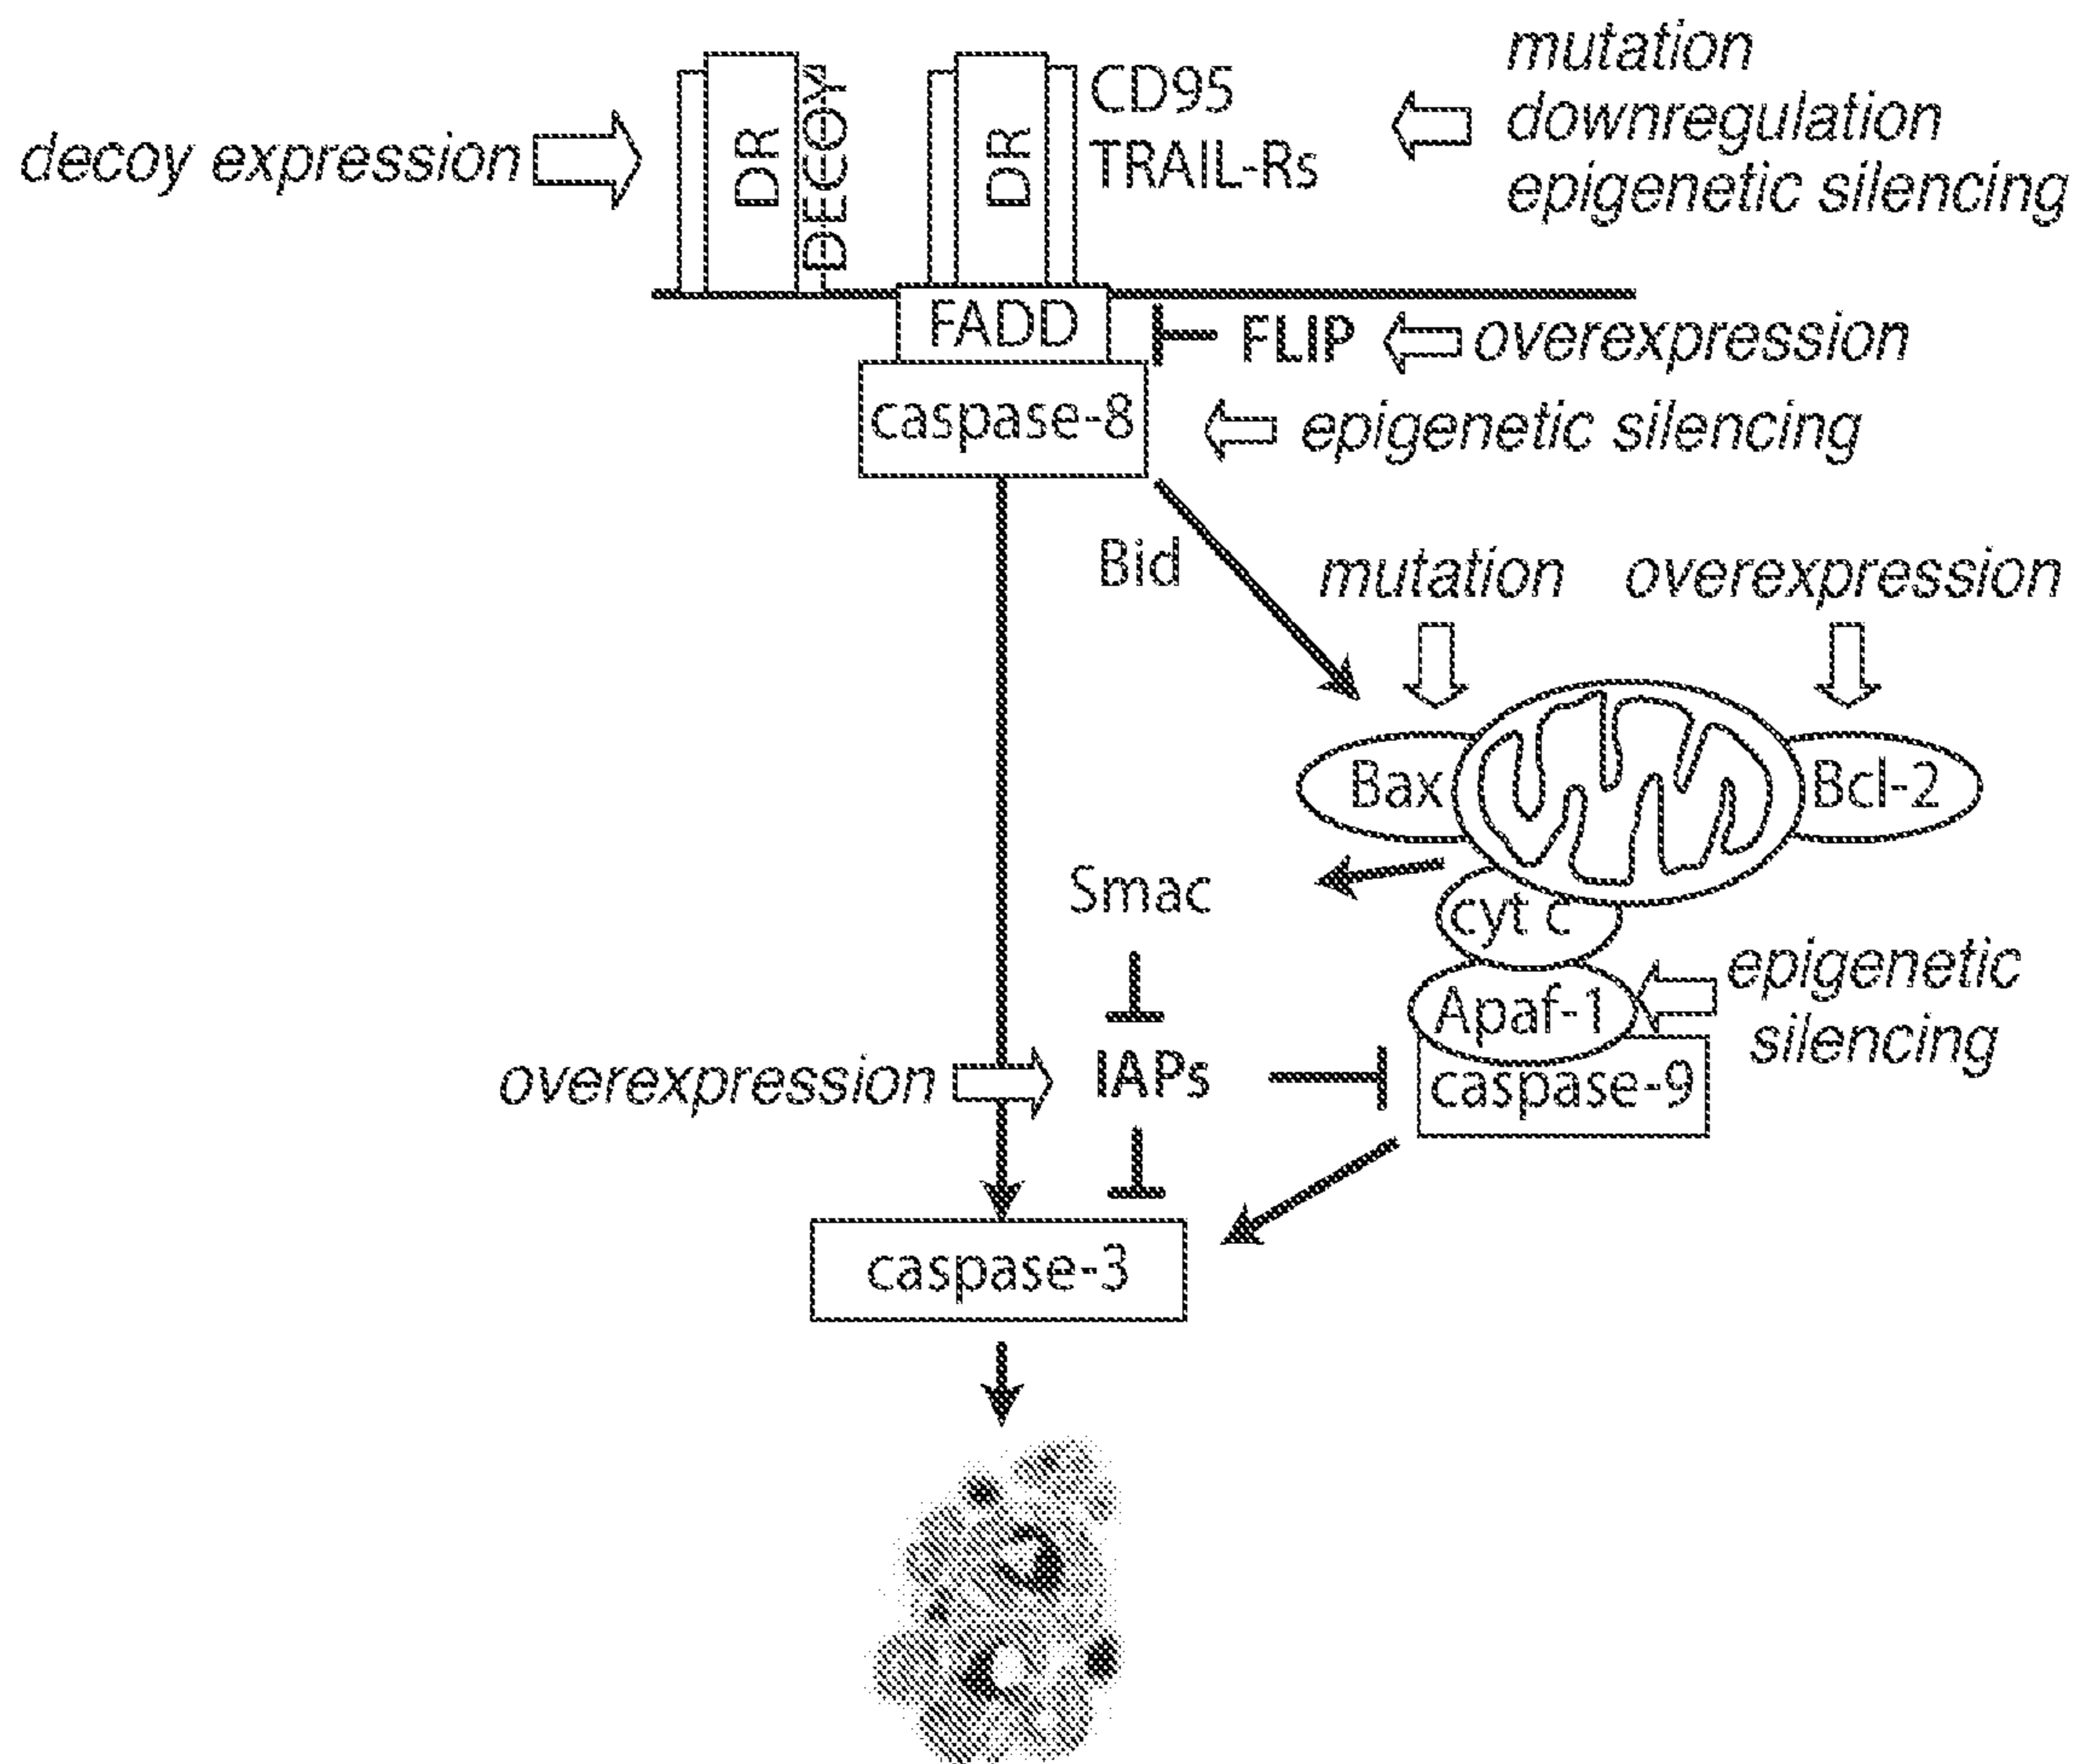 mutation
downregulation
epigenetic silencing
decoy expression
DR
DECOY
DR
CD95
TRAIL-Rs
FADD
FLIP
overexpression
caspase-8
epigenetic silencing
Bid
mutation
overexpression
Bax
Bcl-2
Smac
cyt c
Apaf-1
epigenetic
silencing
overexpression
IAPs
caspase-9
caspase-3